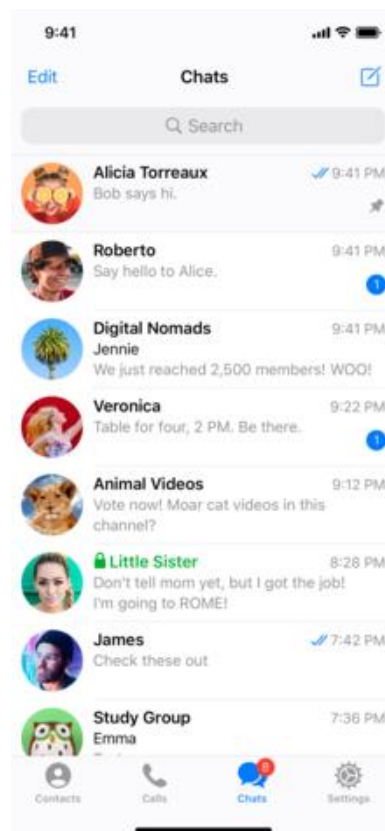 9:41
Edit Chats
Search
Alicia Torreaux 9:41 PM
Bob says hi.
Roberto 9:41 PM
Say hello to Alice.
1
Digital Nomads 9:41 PM
Jennie
We just reached 2,500 members! WOO!
Veronica 9:22 PM
Table for four, 2 PM. Be there.
1
Animal Videos 9:12 PM
Vote now! Moar cat videos in this
channel?
Little Sister 8:28 PM
Don't tell mom yet, but I got the job!
I'm going to ROME!
James 7:42 PM
Check these out
Study Group 7:36 PM
Emma
Contacts Calls Chats Settings